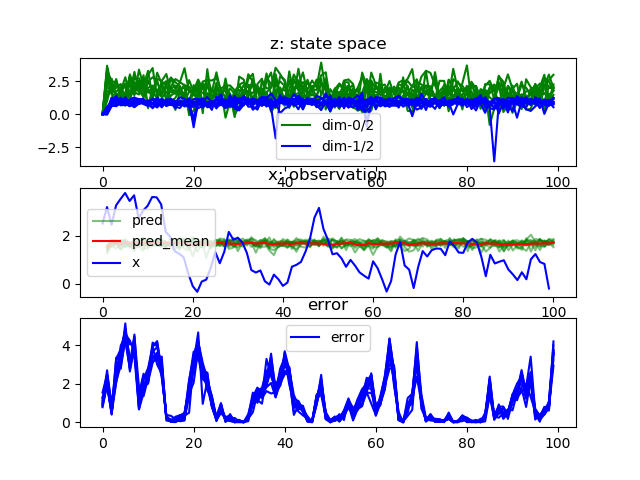 z: state space
2.5
0.0
−2.5
dim-0/2
dim-1/2
0 20 40 60 80 100
x: observation
2
0
pred
pred_mean
x
0 20 40 60 80 100
error
4
2
0
error
0 20 40 60 80 100